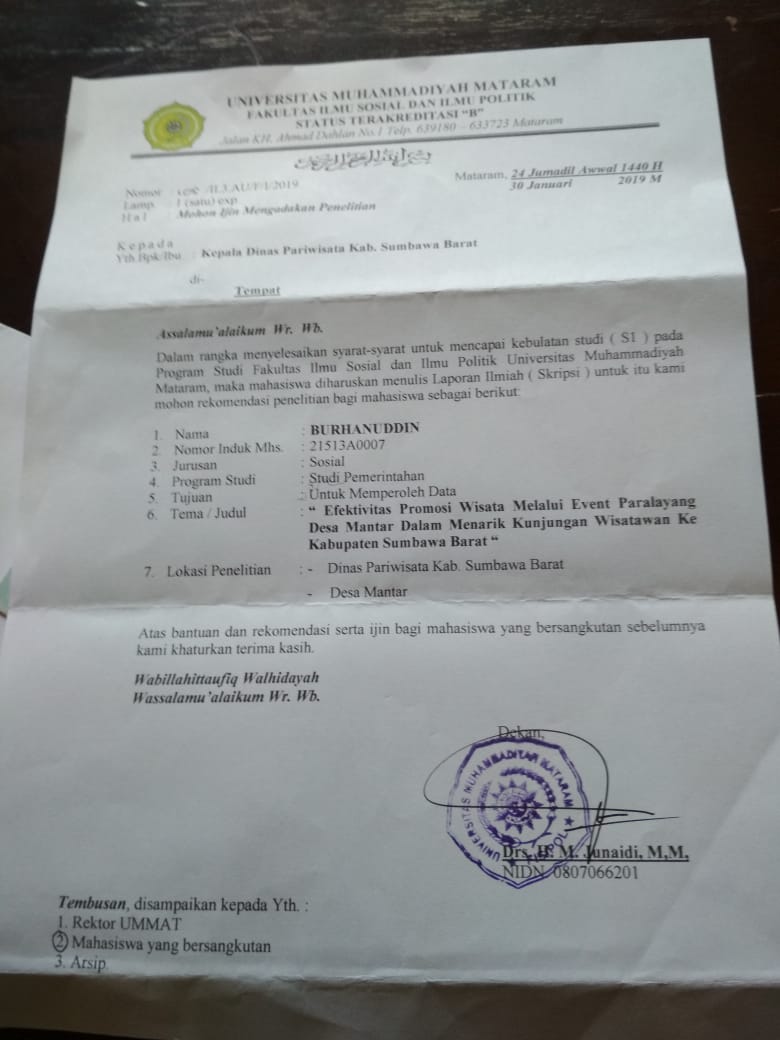 UNIVERSITAS MUHAMMADIYAH MATARAM
FAKULTAS ILMU SOSIAL DAN ILMU POLITIK
STATUS TERAKREDITASI “B”
Jalan KH. Ahmad Dahlan No.1 Telp. 639180 – 633723 Mataram
Mataram, 24 Jumadil Awwal 1440 H
30 Januari 2019 M
Nomor : /II.3.AU/F/1/2019
Lamp. : 1 (satu) exp
H a l : Mohon Ijin Mengadakan Penelitian
K e p a d a
Yth.Bpk/Ibu : Kepala Dinas Pariwisata Kab. Sumbawa Barat
di-
Tempat
Assalamu’alaikum Wr. Wb.
Dalam rangka menyelesaikan syarat-syarat untuk mencapai kebulatan studi ( S1 ) pada
Program Studi Fakultas Ilmu Sosial dan Ilmu Politik Universitas Muhammadiyah
Mataram, maka mahasiswa diharuskan menulis Laporan Ilmiah ( Skripsi ) untuk itu kami
mohon rekomendasi penelitian bagi mahasiswa sebagai berikut:
1. Nama : BURHANUDDIN
2. Nomor Induk Mhs. : 21513A0007
3. Jurusan : Sosial
4. Program Studi : Studi Pemerintahan
5. Tujuan : Untuk Memperoleh Data
6. Tema / Judul : “ Efektivitas Promosi Wisata Melalui Event Paralayang
Desa Mantar Dalam Menarik Kunjungan Wisatawan Ke
Kabupaten Sumbawa Barat “
7. Lokasi Penelitian : - Dinas Pariwisata Kab. Sumbawa Barat
- Desa Mantar
Atas bantuan dan rekomendasi serta ijin bagi mahasiswa yang bersangkutan sebelumnya
kami khaturkan terima kasih.
Wabillahittaufiq Walhidayah
Wassalamu’alaikum Wr. Wb.
Dekan,
UNIVERSITAS MUHAMMADIYAH MATARAM
FISIPOL
Drs. H. M. Junaidi, M.M,
NIDN. 0807066201
Tembusan, disampaikan kepada Yth. :
1. Rektor UMMAT
2 Mahasiswa yang bersangkutan
3. Arsip